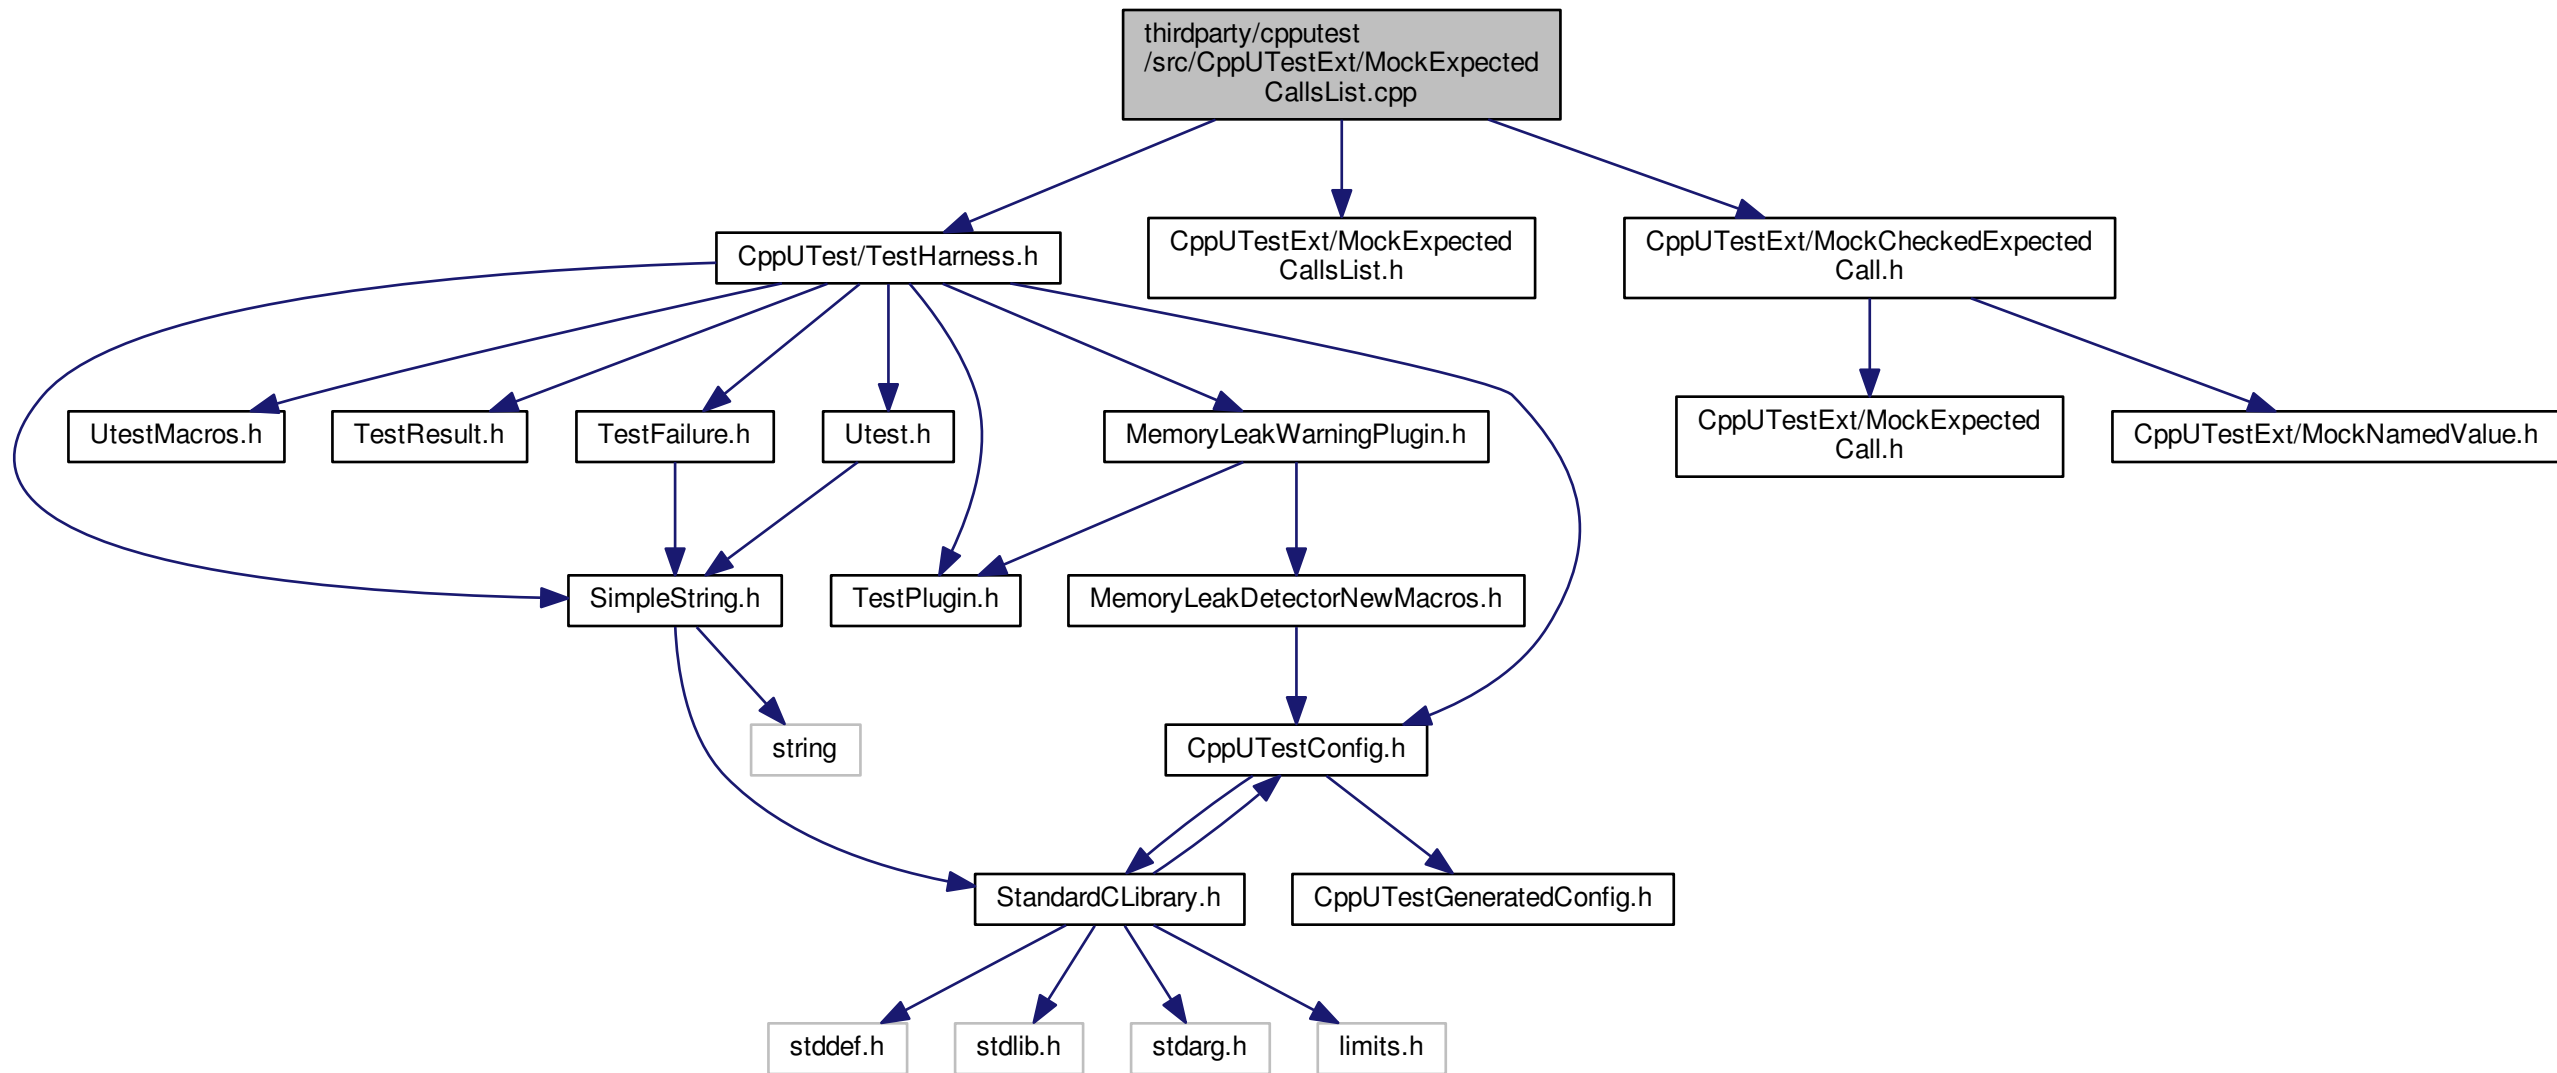 thirdparty/cpputest
/src/CppUTestExt/MockExpected
CallsList.cpp
CppUTest/TestHarness.h
CppUTestExt/MockExpected
CallsList.h
CppUTestExt/MockCheckedExpected
Call.h
UtestMacros.h
TestResult.h
TestFailure.h
Utest.h
MemoryLeakWarningPlugin.h
CppUTestExt/MockExpected
Call.h
CppUTestExt/MockNamedValue.h
SimpleString.h
TestPlugin.h
MemoryLeakDetectorNewMacros.h
string
CppUTestConfig.h
StandardCLibrary.h
CppUTestGeneratedConfig.h
stddef.h
stdlib.h
stdarg.h
limits.h